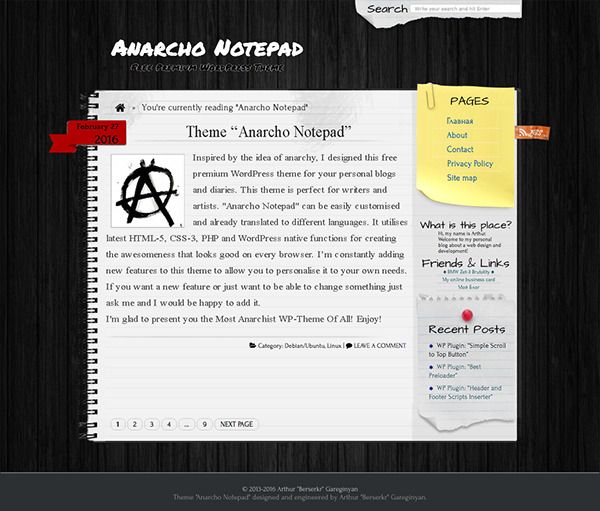 Search
Write your search and hit Enter
Anarcho Notepad
Free Premium WordPress Theme
» You're currently reading "Anarcho Notepad"
February 27
2016
Theme “Anarcho Notepad”
Inspired by the idea of anarchy, I designed this free
premium WordPress theme for your personal blogs
and diaries. This theme is perfect for writers and
artists. "Anarcho Notepad" can be easily customised
and already translated to different languages. It utilises
latest HTML-5, CSS-3, PHP and WordPress native functions for creating
the awesomeness that looks good on every browser. I'm constantly adding
new features to this theme to allow you to personalise it to your own needs.
If you want a new feature or just want to be able to change something just
ask me and I would be happy to add it.
I'm glad to present you the Most Anarchist WP-Theme Of All! Enjoy!
Category: Debian/Ubuntu, Linux | LEAVE A COMMENT
1 2 3 4 ... 9 NEXT PAGE
PAGES
Главная
About
Contact
Privacy Policy
Site map
RSS
What is this place?
Hi, my name is Arthur.
Welcome to my personal
blog about a web design and
development!
Friends & Links
BMW Zch 3 Brutality
My online business card
Мой Блог
Recent Posts
WP Plugin: "Simple Scroll
to Top Button"
WP Plugin: "Best
Preloader"
WP Plugin: "Header and
Footer Scripts Inserter"
© 2013-2016 Arthur "Berserkr" Gareginyan
Theme "Anarcho Notepad" designed and engineered by Arthur "Berserkr" Gareginyan.